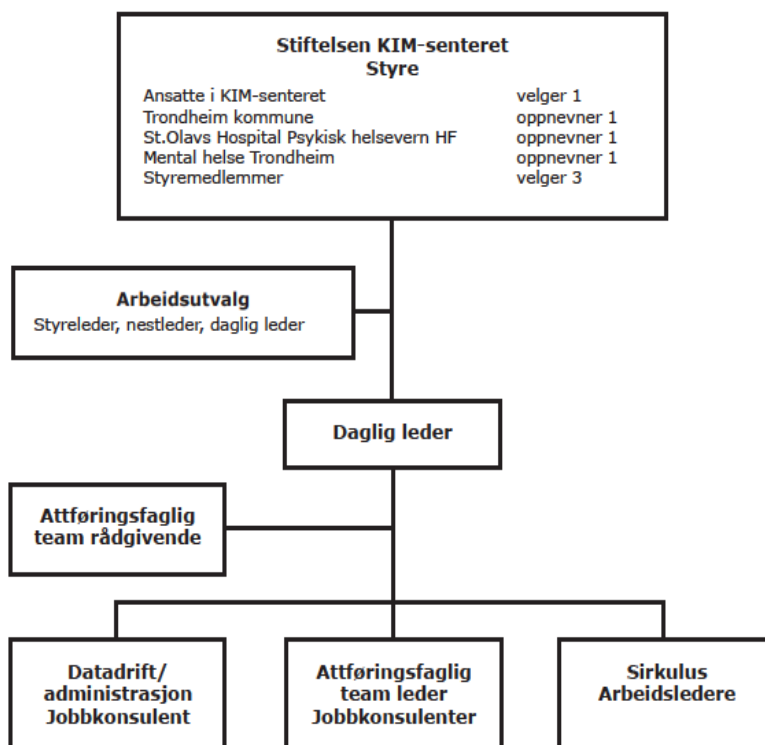 Stiftelsen KIM-senteret
Styre
Ansatte i KIM-senteret velger 1
Trondheim kommune oppnevner 1
St.Olavs Hospital Psykisk helsevern HF oppnevner 1
Mental helse Trondheim oppnevner 1
Styremedlemmer velger 3
Arbeidsutvalg
Styreleder, nestleder, daglig leder
Daglig leder
Attføringsfaglig
team rådgivende
Datadrift/
administrasjon
Jobbkonsulent
Attføringsfaglig
team leder
Jobbkonsulenter
Sirkulus
Arbeidsledere